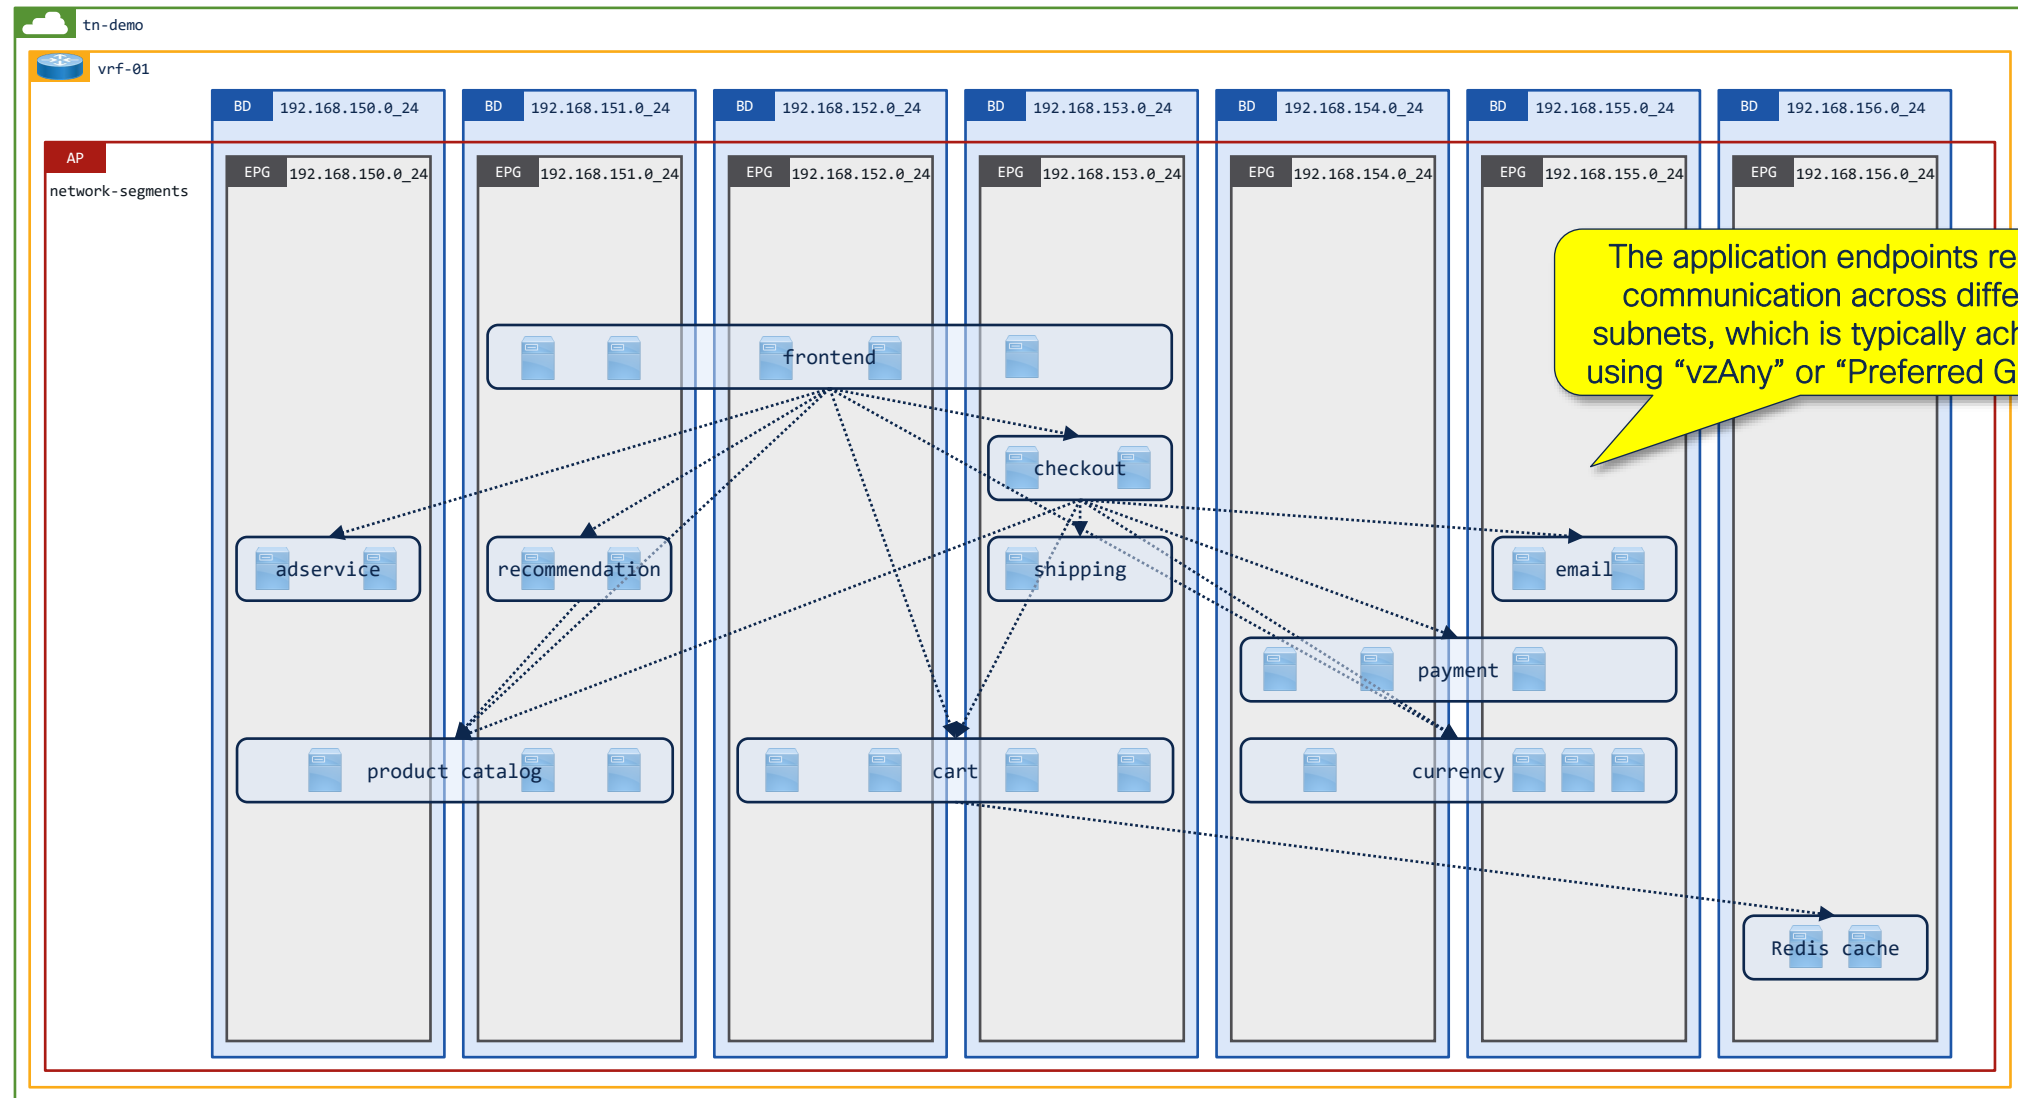 tn-demo
vrf-01
BD 192.168.150.0_24
BD 192.168.151.0_24
BD 192.168.152.0_24
BD 192.168.153.0_24
BD 192.168.154.0_24
BD 192.168.155.0_24
BD 192.168.156.0_24
AP
network-segments
EPG 192.168.150.0_24
EPG 192.168.151.0_24
EPG 192.168.152.0_24
EPG 192.168.153.0_24
EPG 192.168.154.0_24
EPG 192.168.155.0_24
EPG 192.168.156.0_24
The application endpoints
communication across
subnets, which is typically
using “vzAny” or “Preferred
frontend
checkout
adservice
recommendation
shipping
email
payment
product catalog
cart
currency
Redis cache